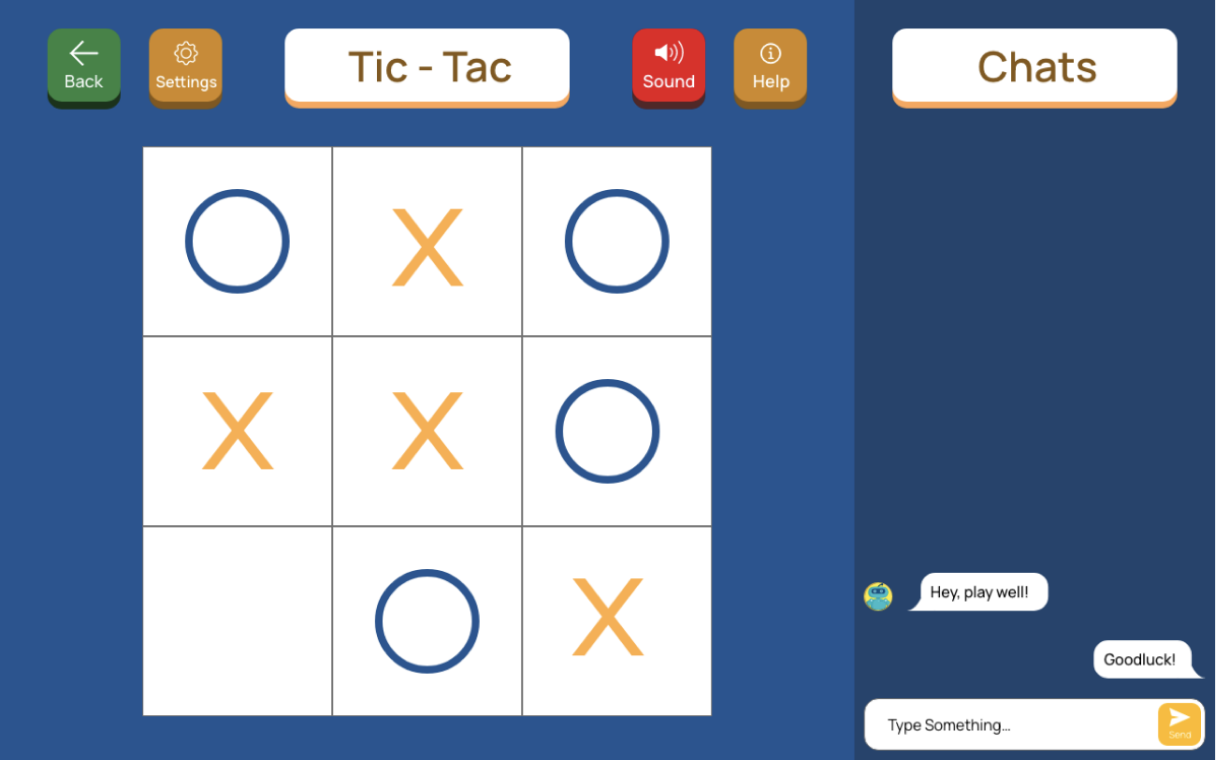 Back
Settings
Tic - Tac
Sound
Help
Chats
O X O
X X O
O X
Hey, play well!
Goodluck!
Type Something...
Send